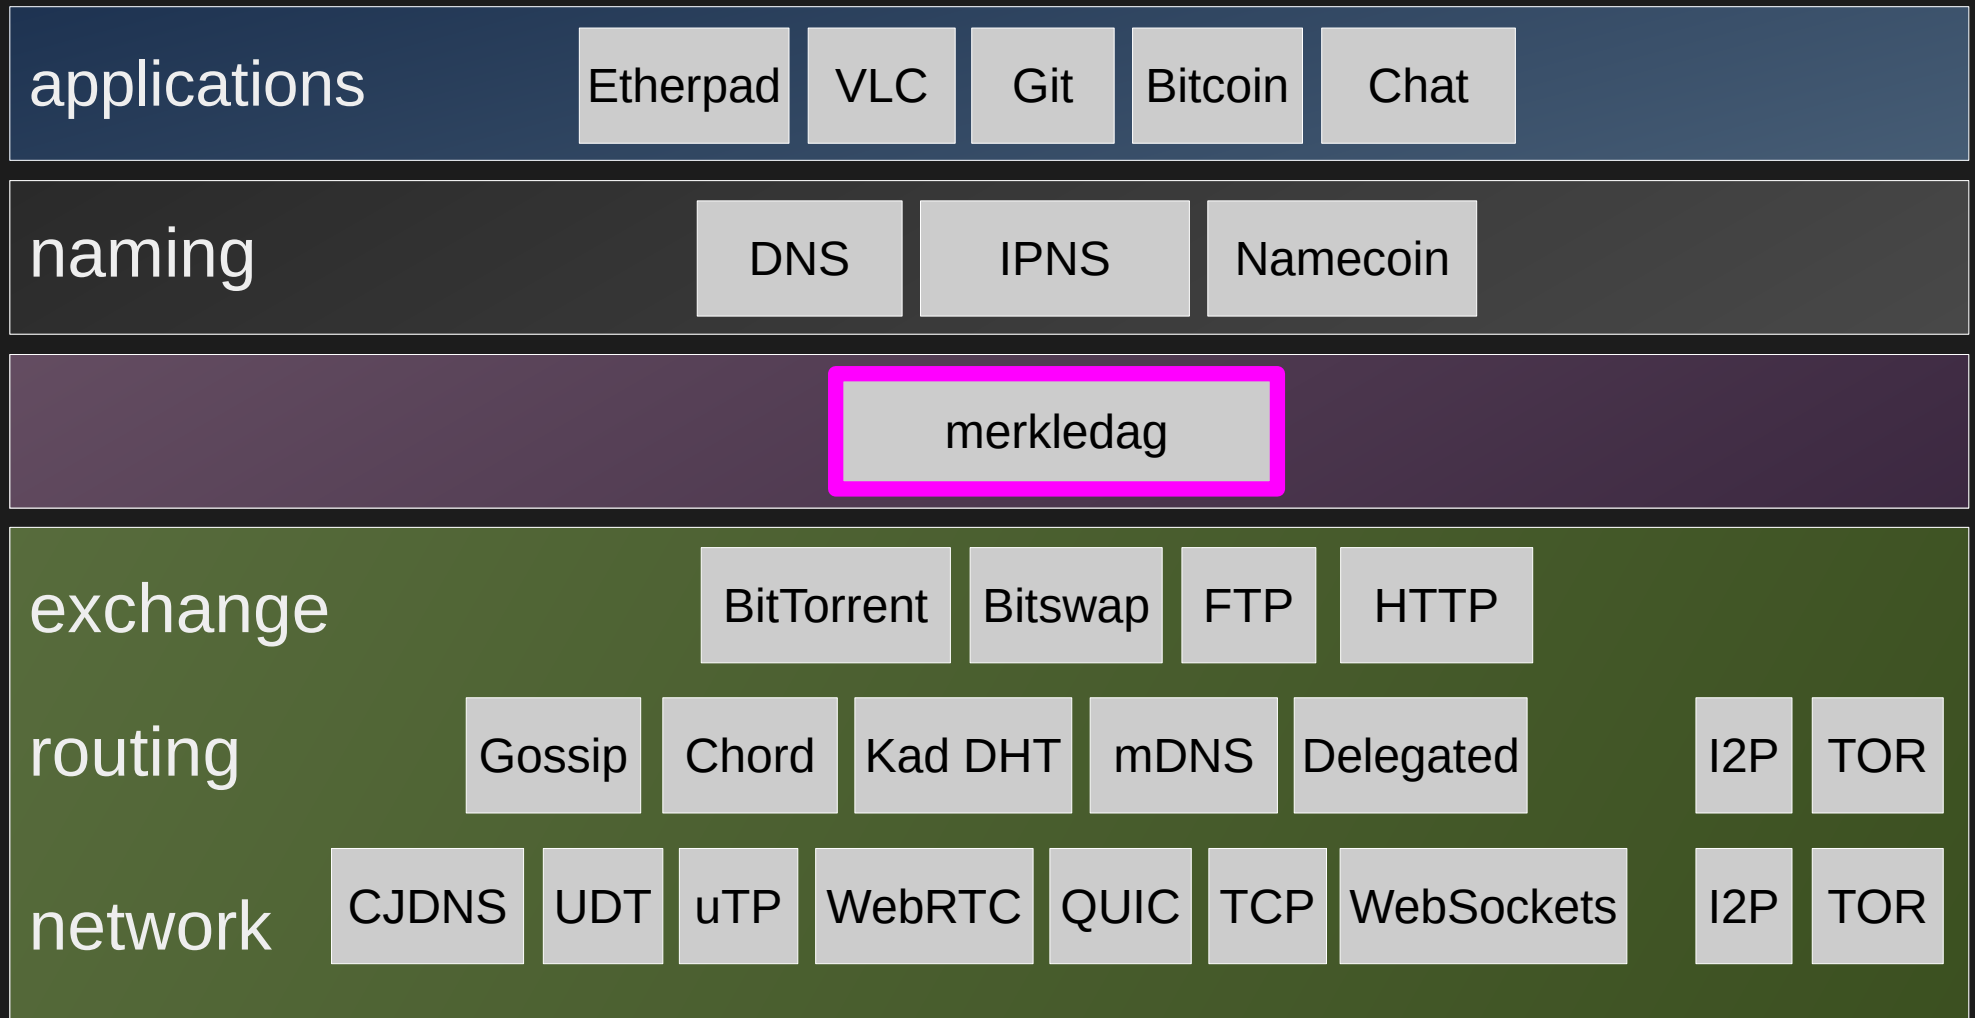 applications Etherpad VLC Git Bitcoin Chat
naming DNS IPNS Namecoin
merkledag
exchange BitTorrent Bitswap FTP HTTP
routing Gossip Chord Kad DHT mDNS Delegated I2P TOR
network CJDNS UDT uTP WebRTC QUIC TCP WebSockets I2P TOR